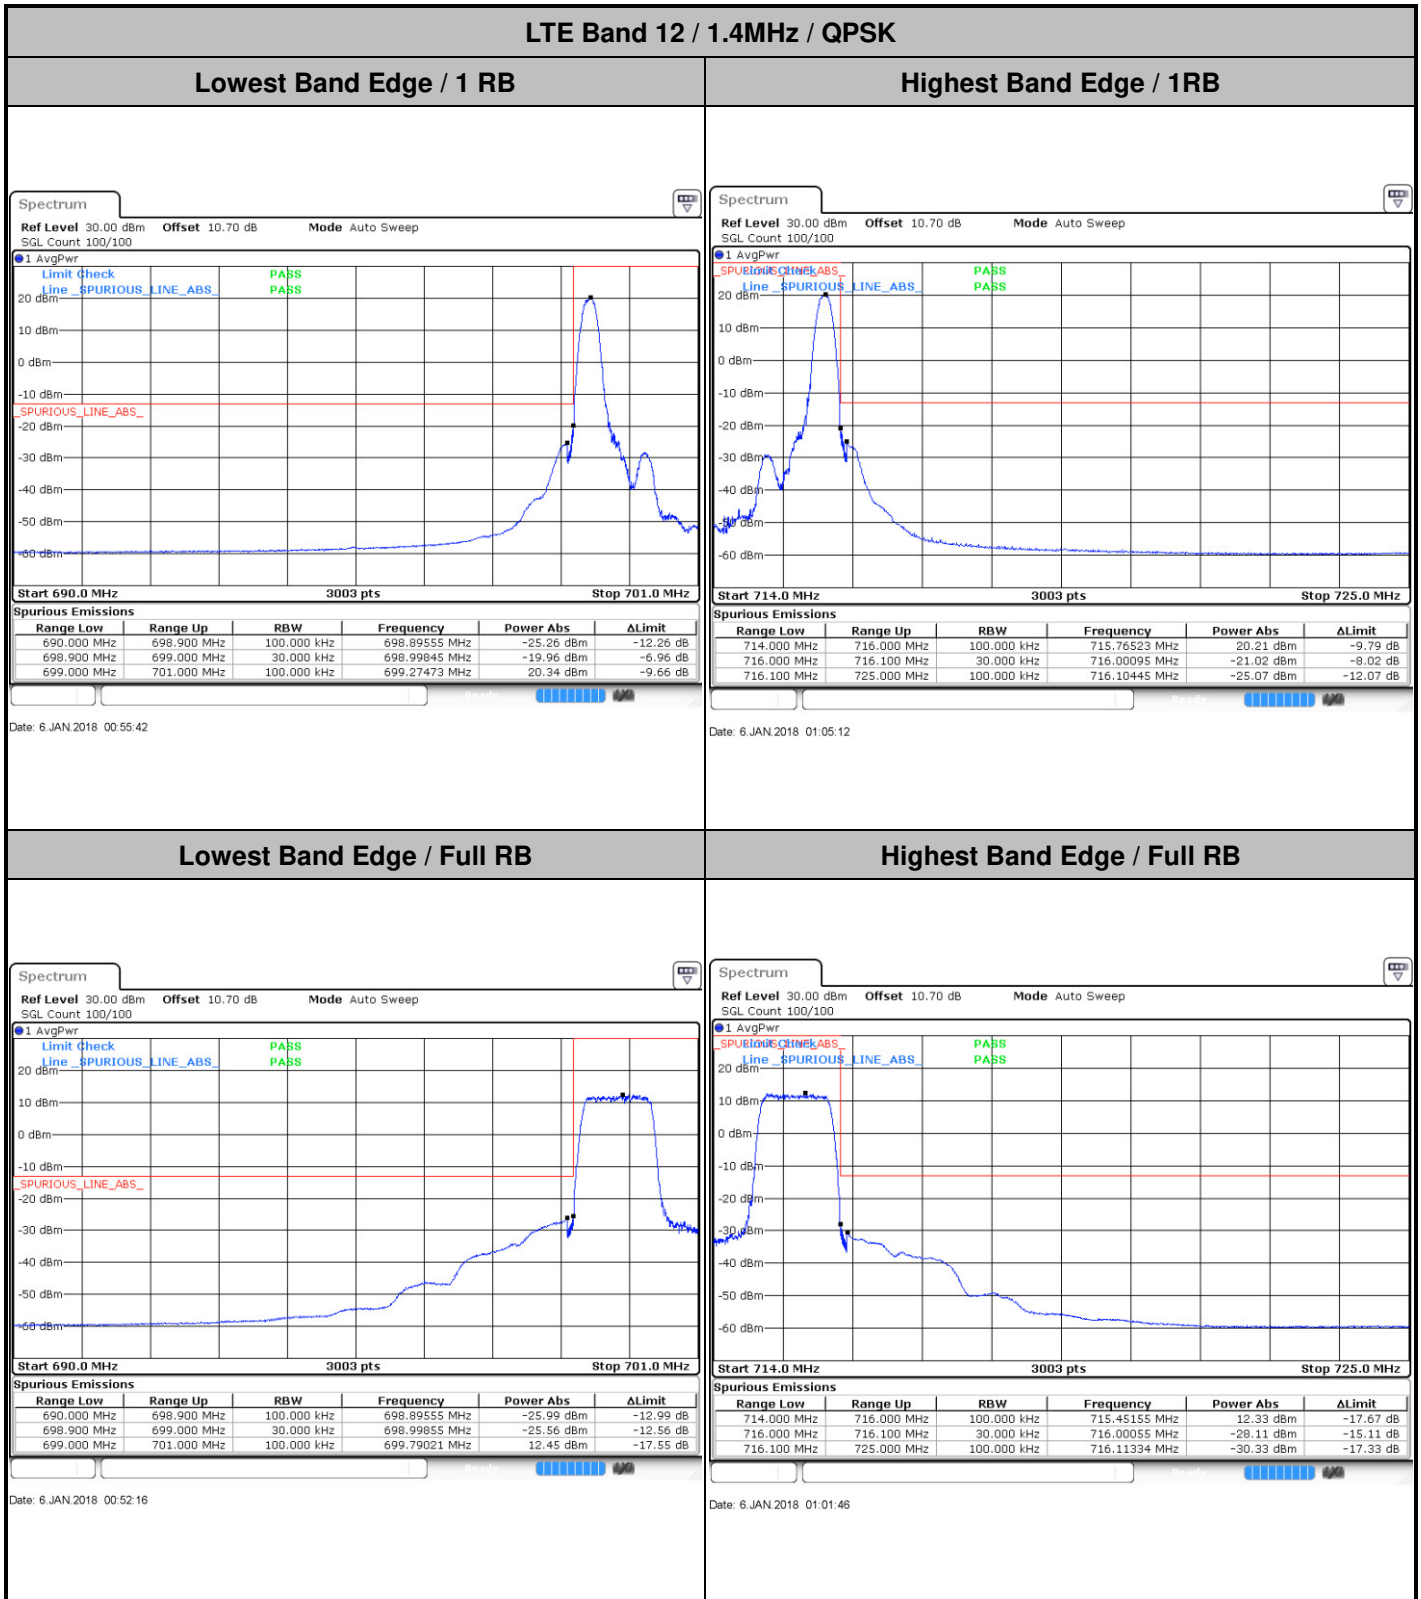 LTE Band 12 / 1.4MHz / QPSK
Lowest Band Edge / 1 RB
Highest Band Edge / 1RB
Spectrum
Ref Level 30.00 dBm Offset 10.70 dB Mode Auto Sweep
SGL Count 100/100
1 AvgPwr
Limit Check PASS
Line _SPURIOUS_LINE_ABS_ PASS
20 dBm
10 dBm
0 dBm
-10 dBm
_SPURIOUS_LINE_ABS_
-20 dBm
-30 dBm
-40 dBm
-50 dBm
-60 dBm
Start 690.0 MHz 3003 pts Stop 701.0 MHz
Spurious Emissions
Range Low Range Up RBW Frequency Power Abs ΔLimit
690.000 MHz 698.900 MHz 100.000 kHz 698.89555 MHz -25.26 dBm -12.26 dB
698.900 MHz 699.000 MHz 30.000 kHz 698.99845 MHz -19.96 dBm -6.96 dB
699.000 MHz 701.000 MHz 100.000 kHz 699.27473 MHz 20.34 dBm -9.66 dB
Ready
Date: 6.JAN.2018 00:55:42
Spectrum
Ref Level 30.00 dBm Offset 10.70 dB Mode Auto Sweep
SGL Count 100/100
1 AvgPwr
_SPURIOUS_LINE_ABS_
Limit Check PASS
Line _SPURIOUS_LINE_ABS_ PASS
20 dBm
10 dBm
0 dBm
-10 dBm
-20 dBm
-30 dBm
-40 dBm
-50 dBm
-60 dBm
Start 714.0 MHz 3003 pts Stop 725.0 MHz
Spurious Emissions
Range Low Range Up RBW Frequency Power Abs ΔLimit
714.000 MHz 716.000 MHz 100.000 kHz 715.76523 MHz 20.21 dBm -9.79 dB
716.000 MHz 716.100 MHz 30.000 kHz 716.00095 MHz -21.02 dBm -8.02 dB
716.100 MHz 725.000 MHz 100.000 kHz 716.10445 MHz -25.07 dBm -12.07 dB
Ready
Date: 6.JAN.2018 01:05:12
Lowest Band Edge / Full RB
Highest Band Edge / Full RB
Spectrum
Ref Level 30.00 dBm Offset 10.70 dB Mode Auto Sweep
SGL Count 100/100
1 AvgPwr
Limit Check PASS
Line _SPURIOUS_LINE_ABS_ PASS
20 dBm
10 dBm
0 dBm
-10 dBm
_SPURIOUS_LINE_ABS_
-20 dBm
-30 dBm
-40 dBm
-50 dBm
-60 dBm
Start 690.0 MHz 3003 pts Stop 701.0 MHz
Spurious Emissions
Range Low Range Up RBW Frequency Power Abs ΔLimit
690.000 MHz 698.900 MHz 100.000 kHz 698.89555 MHz -25.99 dBm -12.99 dB
698.900 MHz 699.000 MHz 30.000 kHz 698.99855 MHz -25.56 dBm -12.56 dB
699.000 MHz 701.000 MHz 100.000 kHz 699.79021 MHz 12.45 dBm -17.55 dB
Ready
Date: 6.JAN.2018 00:52:16
Spectrum
Ref Level 30.00 dBm Offset 10.70 dB Mode Auto Sweep
SGL Count 100/100
1 AvgPwr
_SPURIOUS_LINE_ABS_
Limit Check PASS
Line _SPURIOUS_LINE_ABS_ PASS
20 dBm
10 dBm
0 dBm
-10 dBm
-20 dBm
-30 dBm
-40 dBm
-50 dBm
-60 dBm
Start 714.0 MHz 3003 pts Stop 725.0 MHz
Spurious Emissions
Range Low Range Up RBW Frequency Power Abs ΔLimit
714.000 MHz 716.000 MHz 100.000 kHz 715.45155 MHz 12.33 dBm -17.67 dB
716.000 MHz 716.100 MHz 30.000 kHz 716.00055 MHz -28.11 dBm -15.11 dB
716.100 MHz 725.000 MHz 100.000 kHz 716.11334 MHz -30.33 dBm -17.33 dB
Ready
Date: 6.JAN.2018 01:01:46